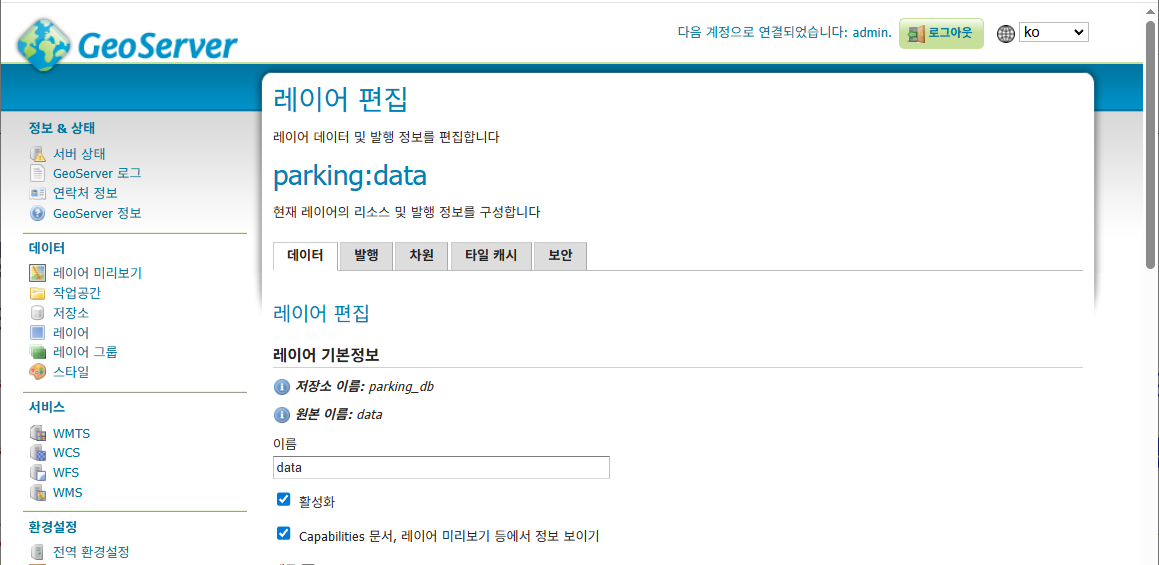 GeoServer
다음 계정으로 연결되었습니다: admin.
로그아웃
ko
정보 & 상태
서버 상태
GeoServer 로그
연락처 정보
GeoServer 정보
데이터
레이어 미리보기
작업공간
저장소
레이어
레이어 그룹
스타일
서비스
WMTS
WCS
WFS
WMS
환경설정
전역 환경설정
레이어 편집
레이어 데이터 및 발행 정보를 편집합니다
parking:data
현재 레이어의 리소스 및 발행 정보를 구성합니다
데이터 발행 차원 타일 캐시 보안
레이어 편집
레이어 기본정보
저장소 이름: parking_db
원본 이름: data
이름
data
활성화
Capabilities 문서, 레이어 미리보기 등에서 정보 보이기